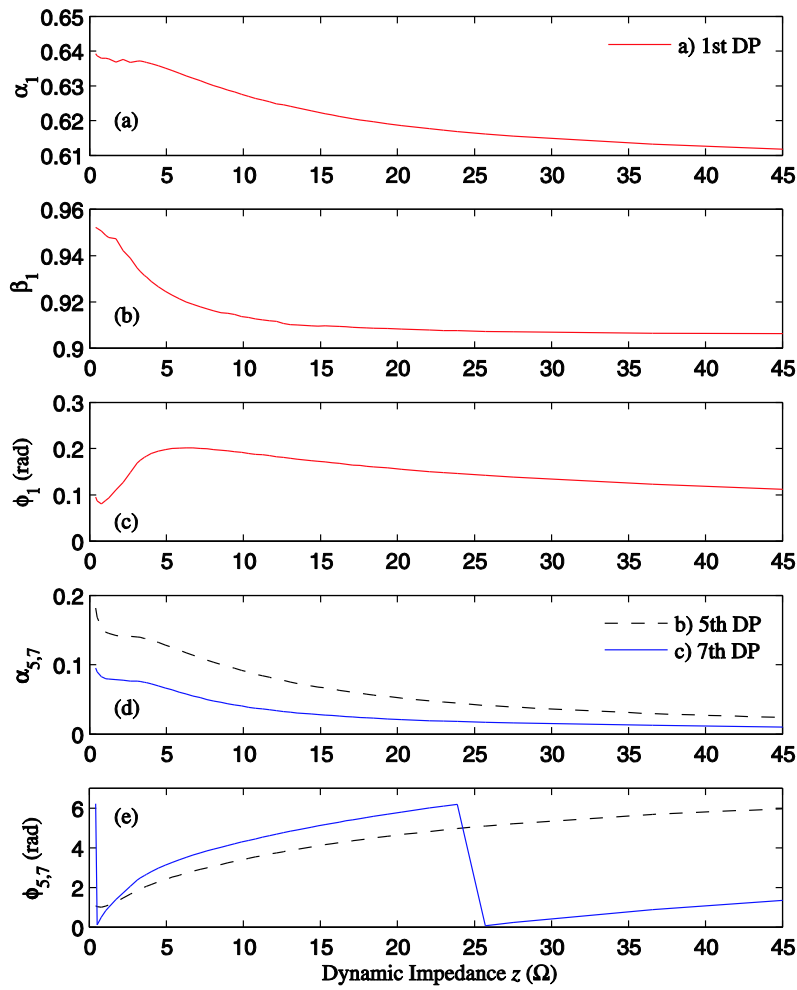 0.65
0.64
0.63
0.62
0.61
α1
a) 1st DP
(a)
0 5 10 15 20 25 30 35 40 45
0.96
0.94
0.92
0.9
β1
(b)
0 5 10 15 20 25 30 35 40 45
0.3
0.2
0.1
0
ϕ1 (rad)
(c)
0 5 10 15 20 25 30 35 40 45
0.2
0.1
0
α5,7
b) 5th DP
c) 7th DP
(d)
0 5 10 15 20 25 30 35 40 45
6
4
2
0
ϕ5,7 (rad)
(e)
0 5 10 15 20 25 30 35 40 45
Dynamic Impedance z (Ω)